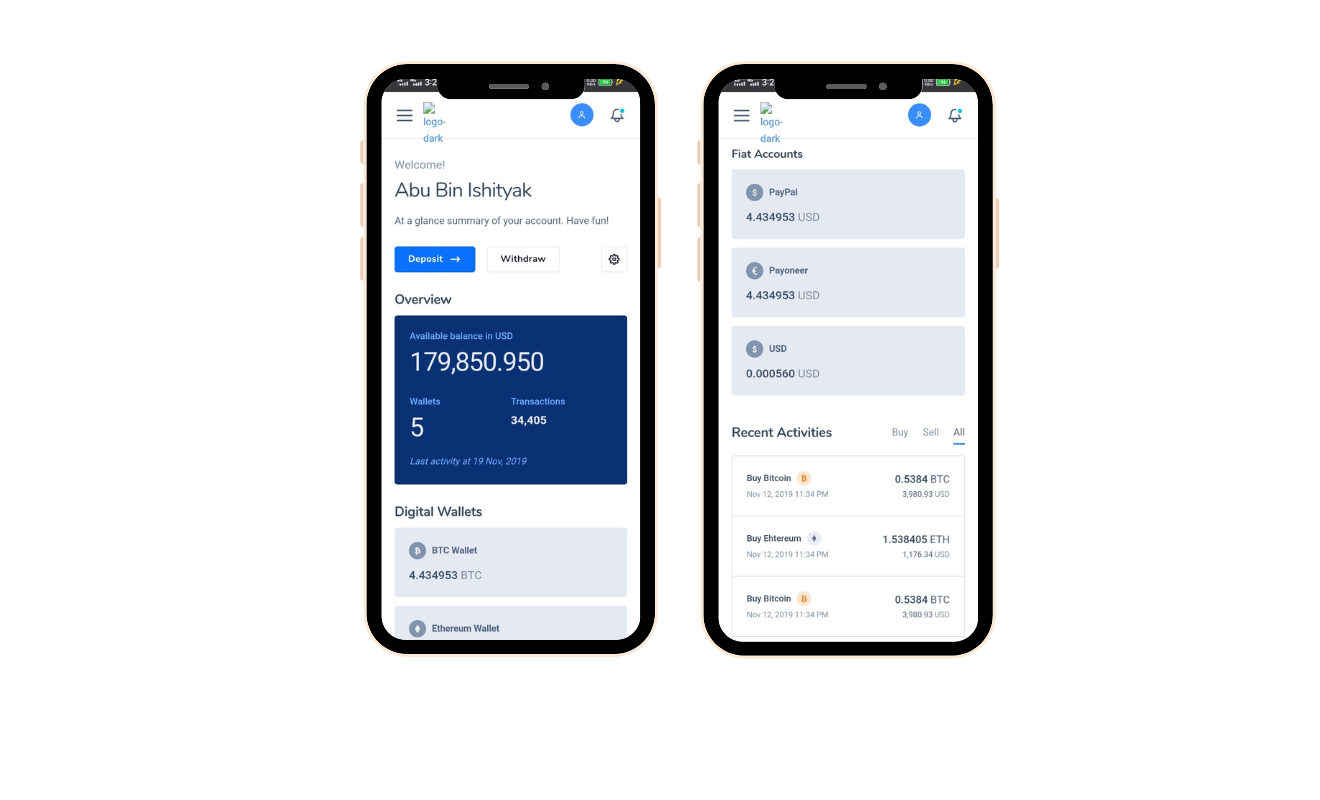 3:2
logo-
dark
Welcome!
Abu Bin Ishityak
At a glance summary of your account. Have fun!
Deposit
Withdraw
Overview
Available balance in USD
179,850.950
Wallets
Transactions
5
34,405
Last activity at 19 Nov, 2019
Digital Wallets
BTC Wallet
4.434953 BTC
Ethereum Wallet
3:2
logo-
dark
Fiat Accounts
PayPal
4.434953 USD
Payoneer
4.434953 USD
USD
0.000560 USD
Recent Activities Buy Sell All
Buy Bitcoin 0.5384 BTC
Nov 12, 2019 11:34 PM 3,980.93 USD
Buy Ehtereum 1.538405 ETH
Nov 12, 2019 11:34 PM 1,176.34 USD
Buy Bitcoin 0.5384 BTC
Nov 12, 2019 11:34 PM 3,980.93 USD